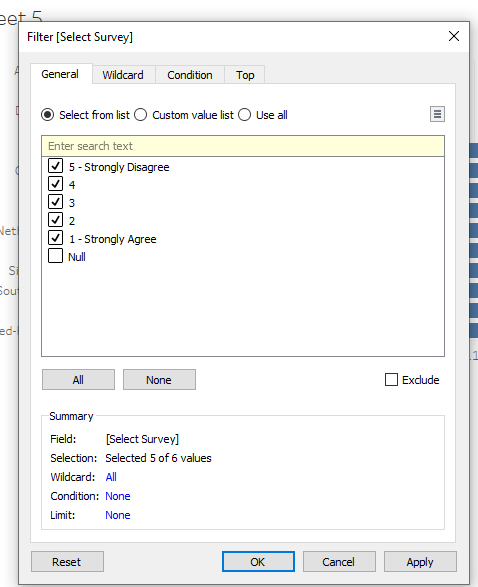 eet 5
Filter [Select Survey]
General Wildcard Condition Top
Select from list Custom value list Use all
Enter search text
5 - Strongly Disagree
4
3
2
1 - Strongly Agree
Null
All None Exclude
Summary
Field: [Select Survey]
Selection: Selected 5 of 6 values
Wildcard: All
Condition: None
Limit: None
Reset OK Cancel Apply